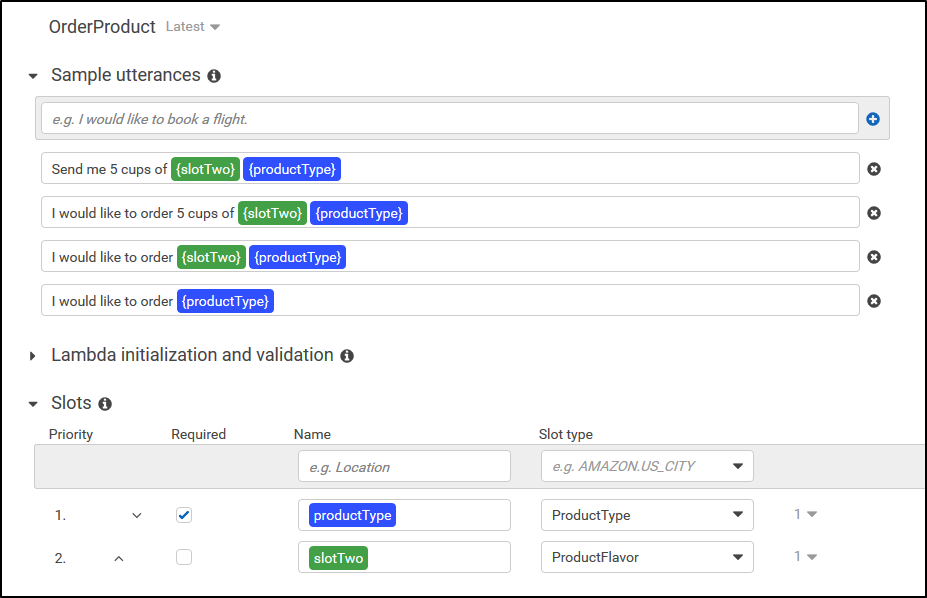 OrderProduct Latest
Sample utterances
e.g. I would like to book a flight.
Send me 5 cups of {slotTwo} {productType}
I would like to order 5 cups of {slotTwo} {productType}
I would like to order {slotTwo} {productType}
I would like to order {productType}
Lambda initialization and validation
Slots
Priority Required Name Slot type
e.g. Location e.g. AMAZON.US_CITY
1. productType ProductType 1
2. slotTwo ProductFlavor 1